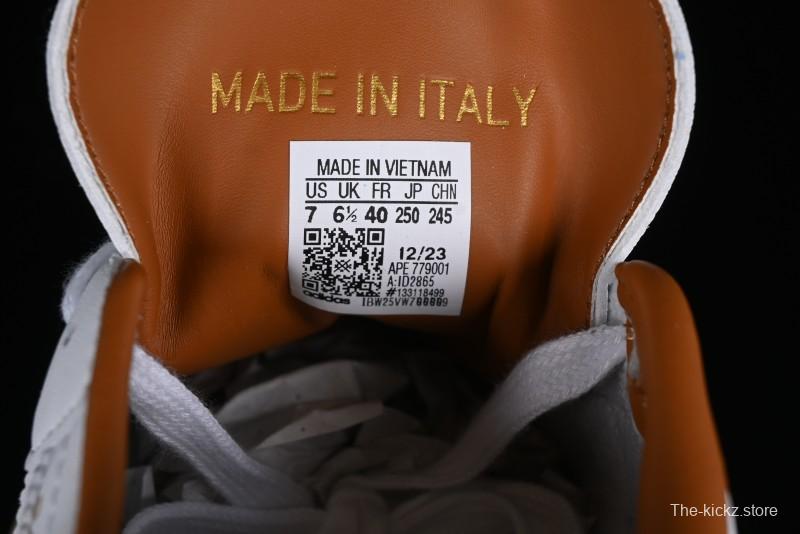 MADE IN ITALY
MADE IN VIETNAM
US UK FR JP CHN
7 6½ 40 250 245
12/23
APE 779001
A:ID2865
#133118499
adidas
The-kickz.store